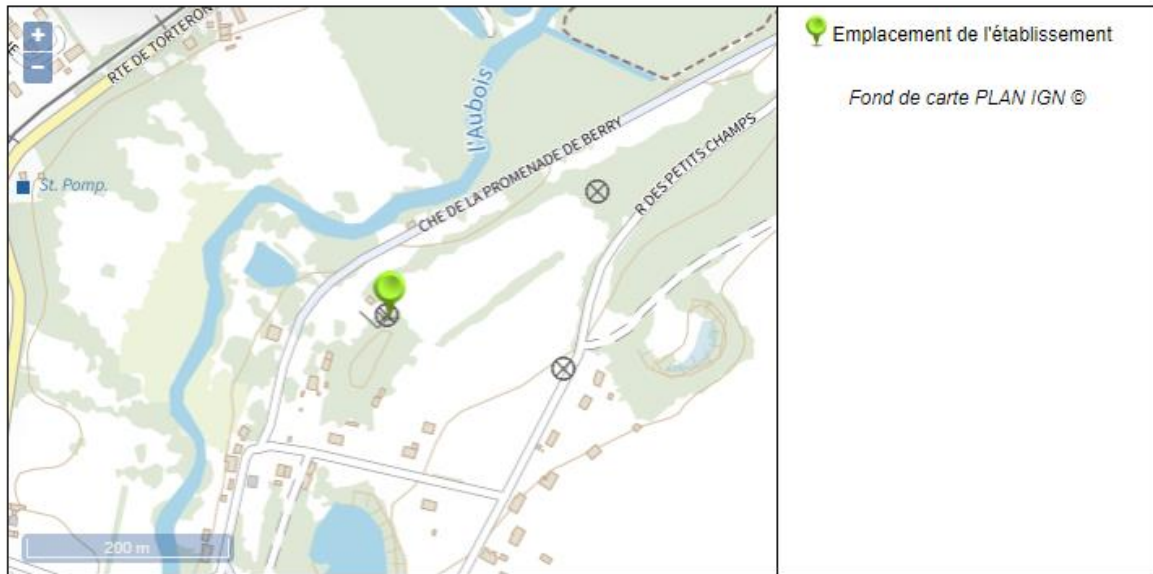 +
−
RTE DE TORTERON
l'Aubois
St. Pomp.
CHE DE LA PROMENADE DE BERRY
R DES PETITS CHAMPS
200 m
Emplacement de l'établissement
Fond de carte PLAN IGN ©